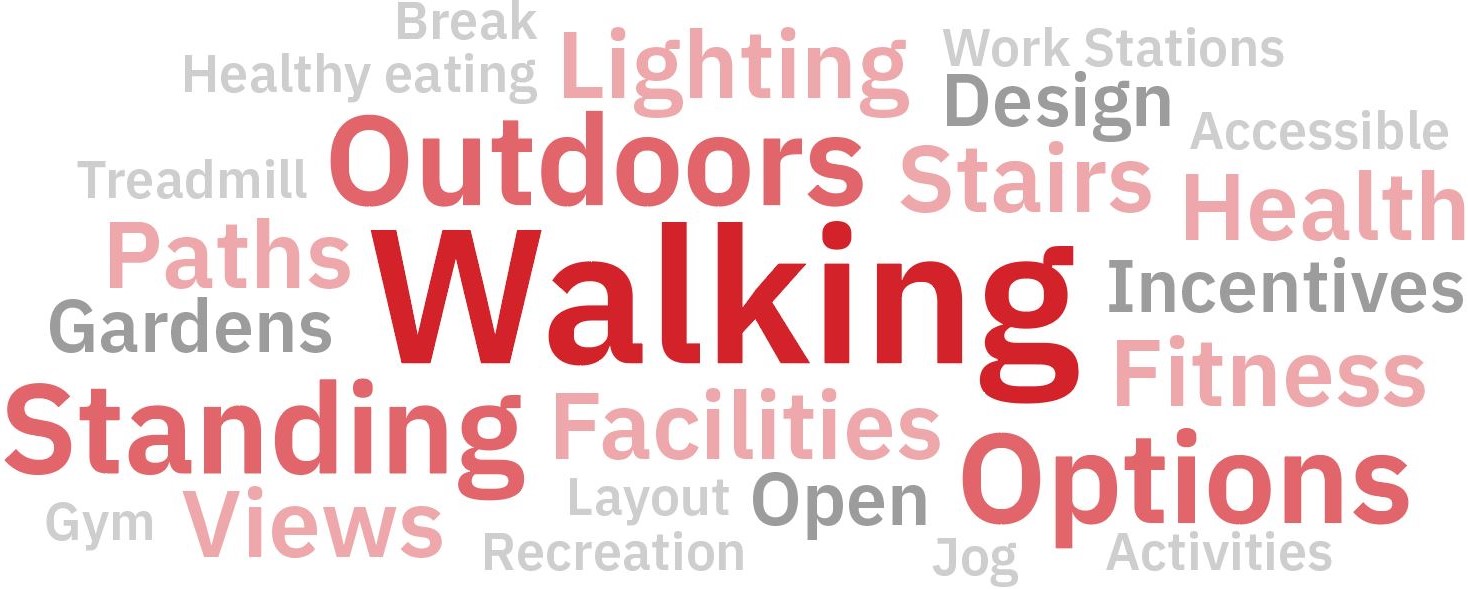 Break
Healthy eating
Lighting
Work Stations
Design
Accessible
Treadmill
Outdoors
Stairs
Health
Paths
Walking
Incentives
Gardens
Fitness
Standing
Facilities
Options
Gym
Views
Layout
Open
Recreation
Jog
Activities